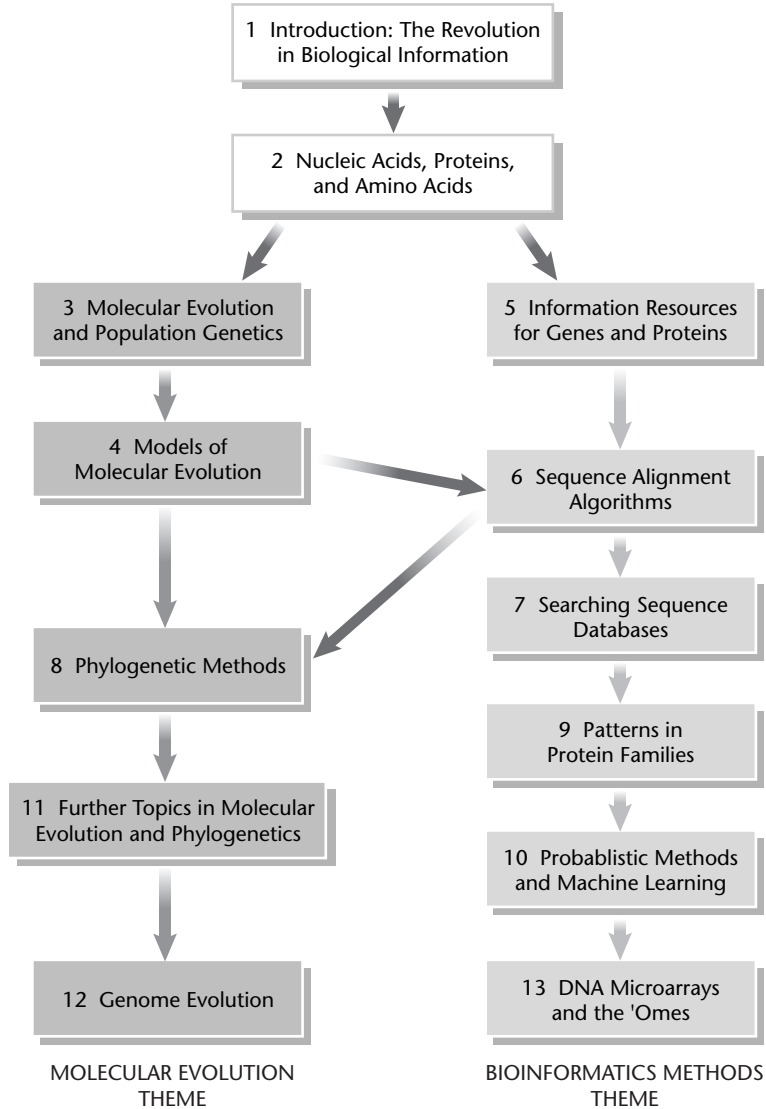 1 Introduction: The Revolution
in Biological Information
2 Nucleic Acids, Proteins,
and Amino Acids
3 Molecular Evolution
and Population Genetics
5 Information Resources
for Genes and Proteins
4 Models of
Molecular Evolution
6 Sequence Alignment
Algorithms
7 Searching Sequence
Databases
8 Phylogenetic Methods
9 Patterns in
Protein Families
11 Further Topics in Molecular
Evolution and Phylogenetics
10 Probablistic Methods
and Machine Learning
12 Genome Evolution
13 DNA Microarrays
and the 'Omes
MOLECULAR EVOLUTION
THEME
BIOINFORMATICS METHODS
THEME